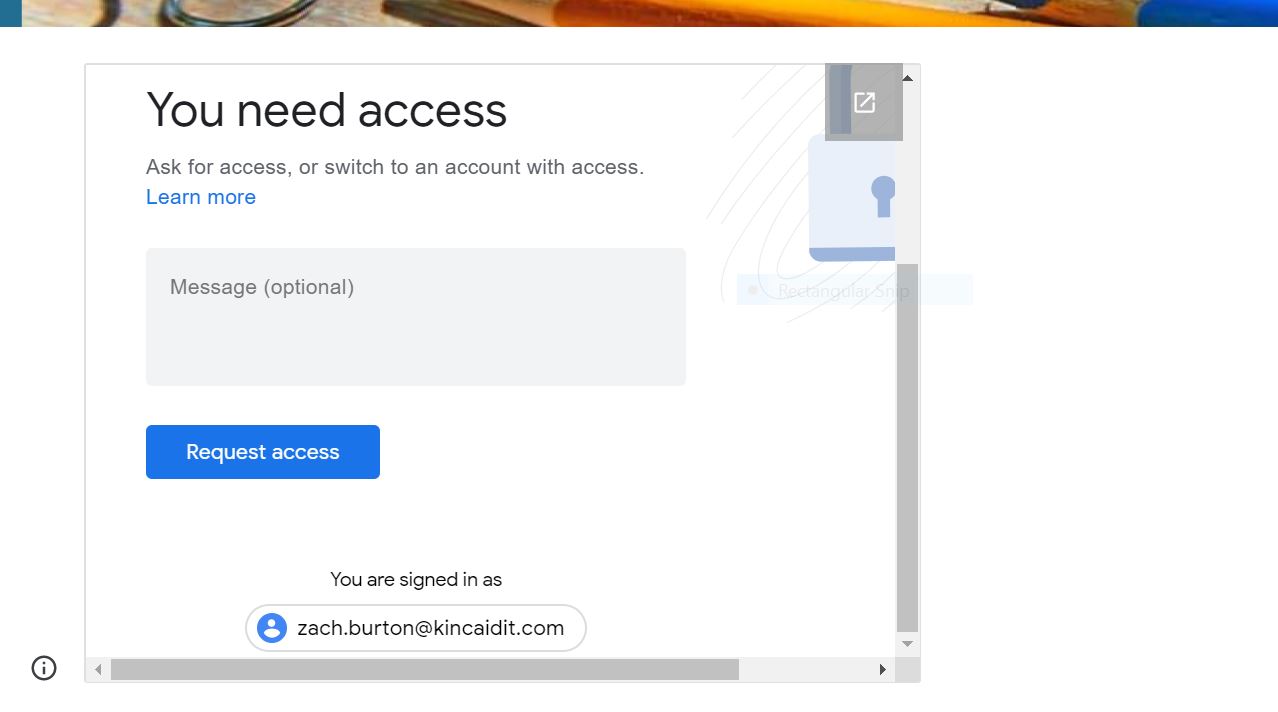 You need access
Ask for access, or switch to an account with access.
Learn more
Message (optional)
Rectangular Snip
Request access
You are signed in as
zach.burton@kincaidit.com